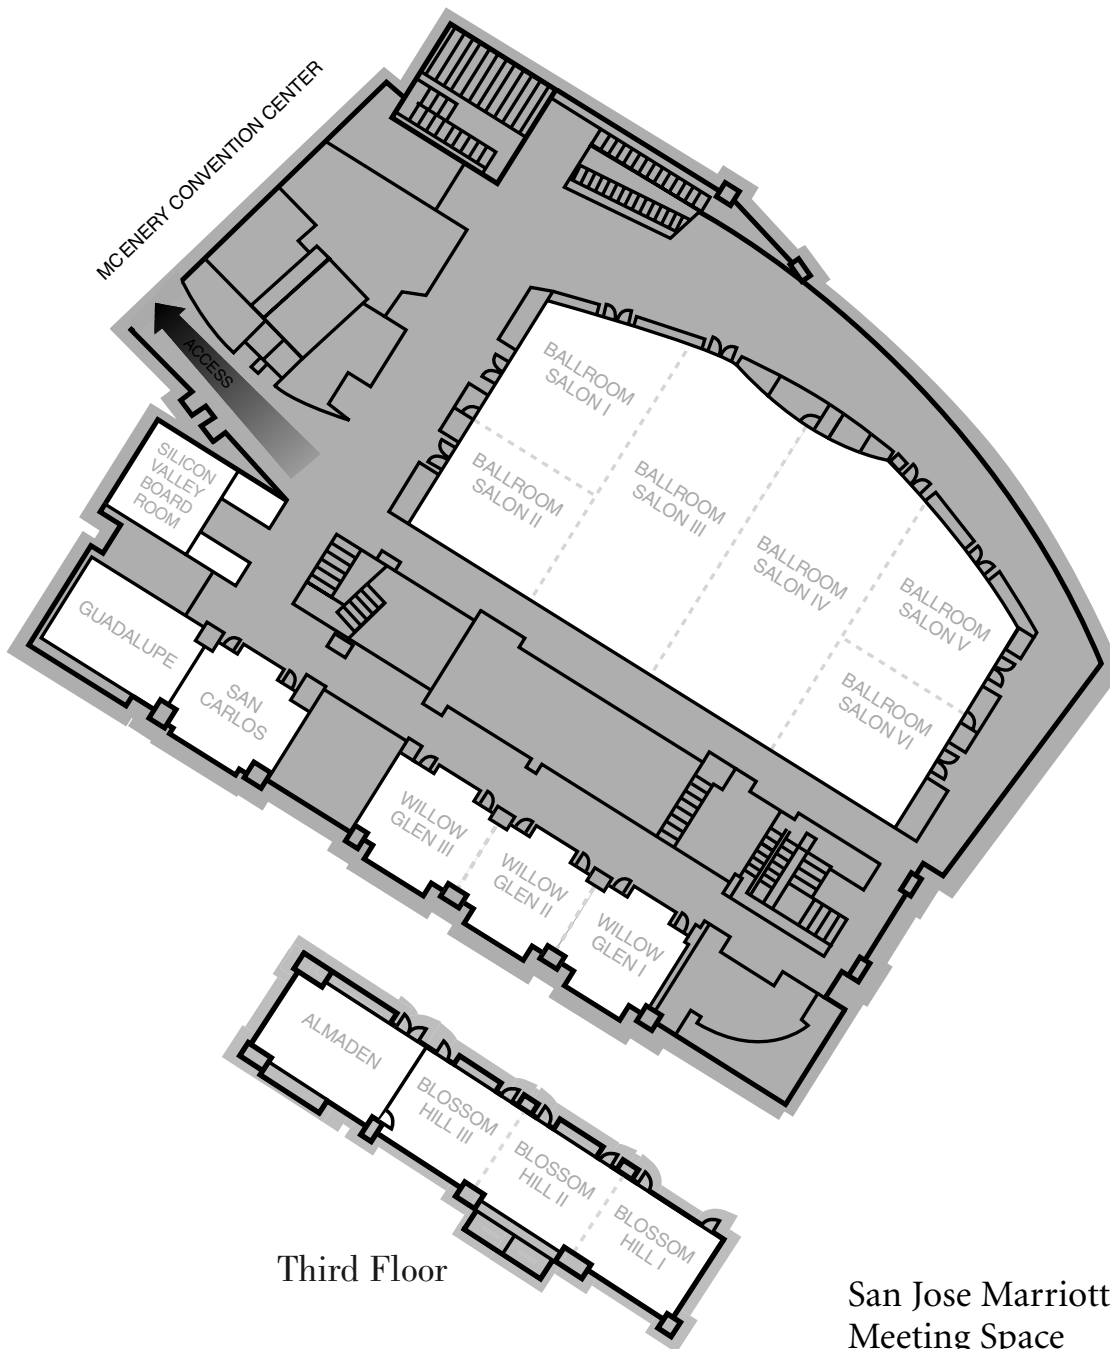 MCENERY CONVENTION CENTER
ACCESS
BALLROOM
SALON I
BALLROOM
SALON II
BALLROOM
SALON III
BALLROOM
SALON IV
BALLROOM
SALON V
BALLROOM
SALON VI
SILICON
VALLEY
BOARD
ROOM
GUADALUPE
SAN
CARLOS
WILLOW
GLEN III
WILLOW
GLEN II
WILLOW
GLEN I
ALMADEN
BLOSSOM
HILL III
BLOSSOM
HILL II
BLOSSOM
HILL I
Third Floor
San Jose Marriott
Meeting Space